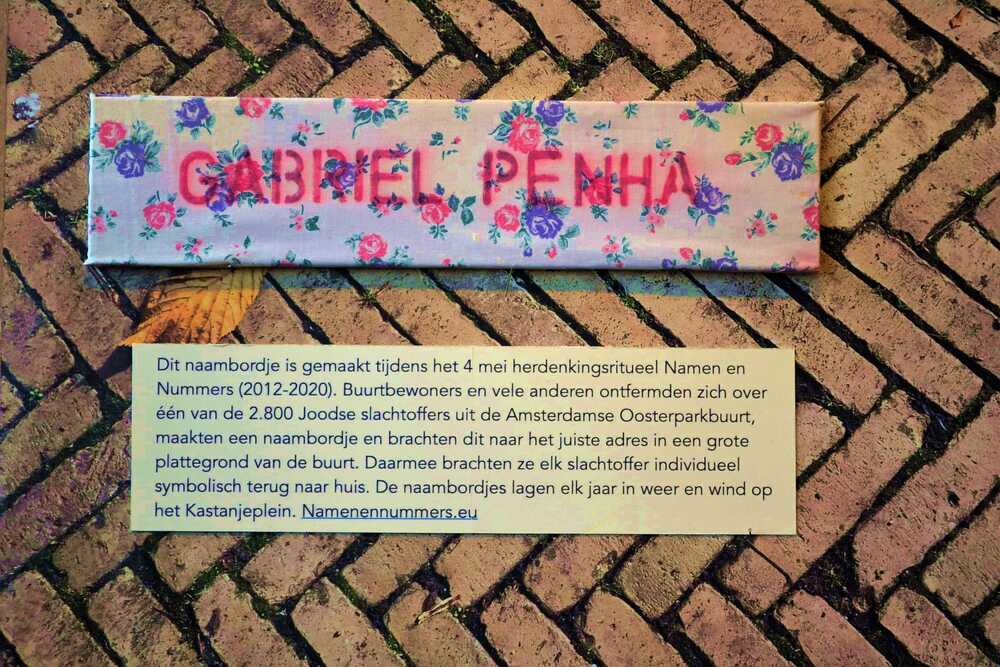 GABRIEL PENHA
Dit naambordje is gemaakt tijdens het 4 mei herdenkingsritueel Namen en
Nummers (2012-2020). Buurtbewoners en vele anderen ontfermden zich over
één van de 2.800 Joodse slachtoffers uit de Amsterdamse Oosterparkbuurt,
maakten een naambordje en brachten dit naar het juiste adres in een grote
plattegrond van de buurt. Daarmee brachten ze elk slachtoffer individueel
symbolisch terug naar huis. De naambordjes lagen elk jaar in weer en wind op
het Kastanjeplein. Namenennummers.eu